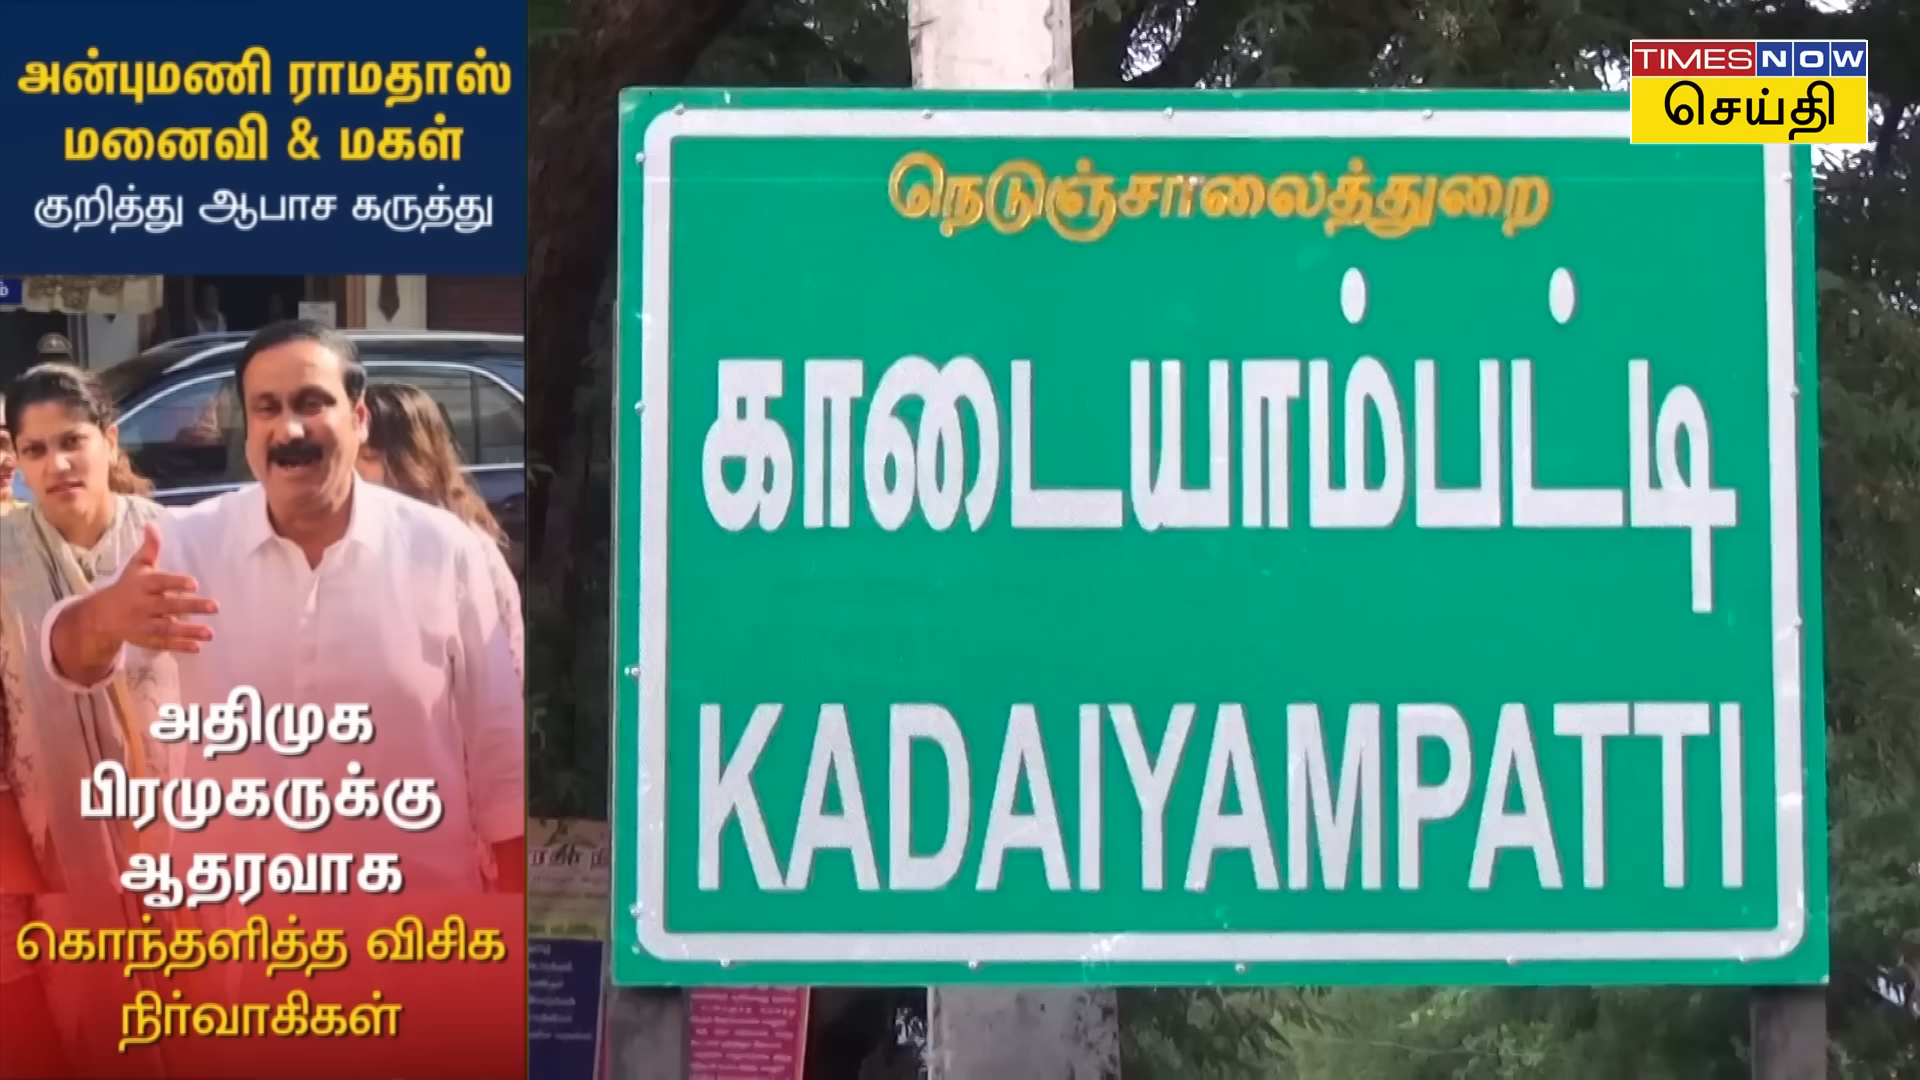 அன்புமணி ராமதாஸ்
மனைவி & மகள்
குறித்து ஆபாச கருத்து
அதிமுக
பிரமுகருக்கு
ஆதரவாக
கொந்தளித்த விசிக
நிர்வாகிகள்
TIMES NOW
செய்தி
நெடுஞ்சாலைத்துறை
காடையாம்பட்டி
KADAIYAMPATTI